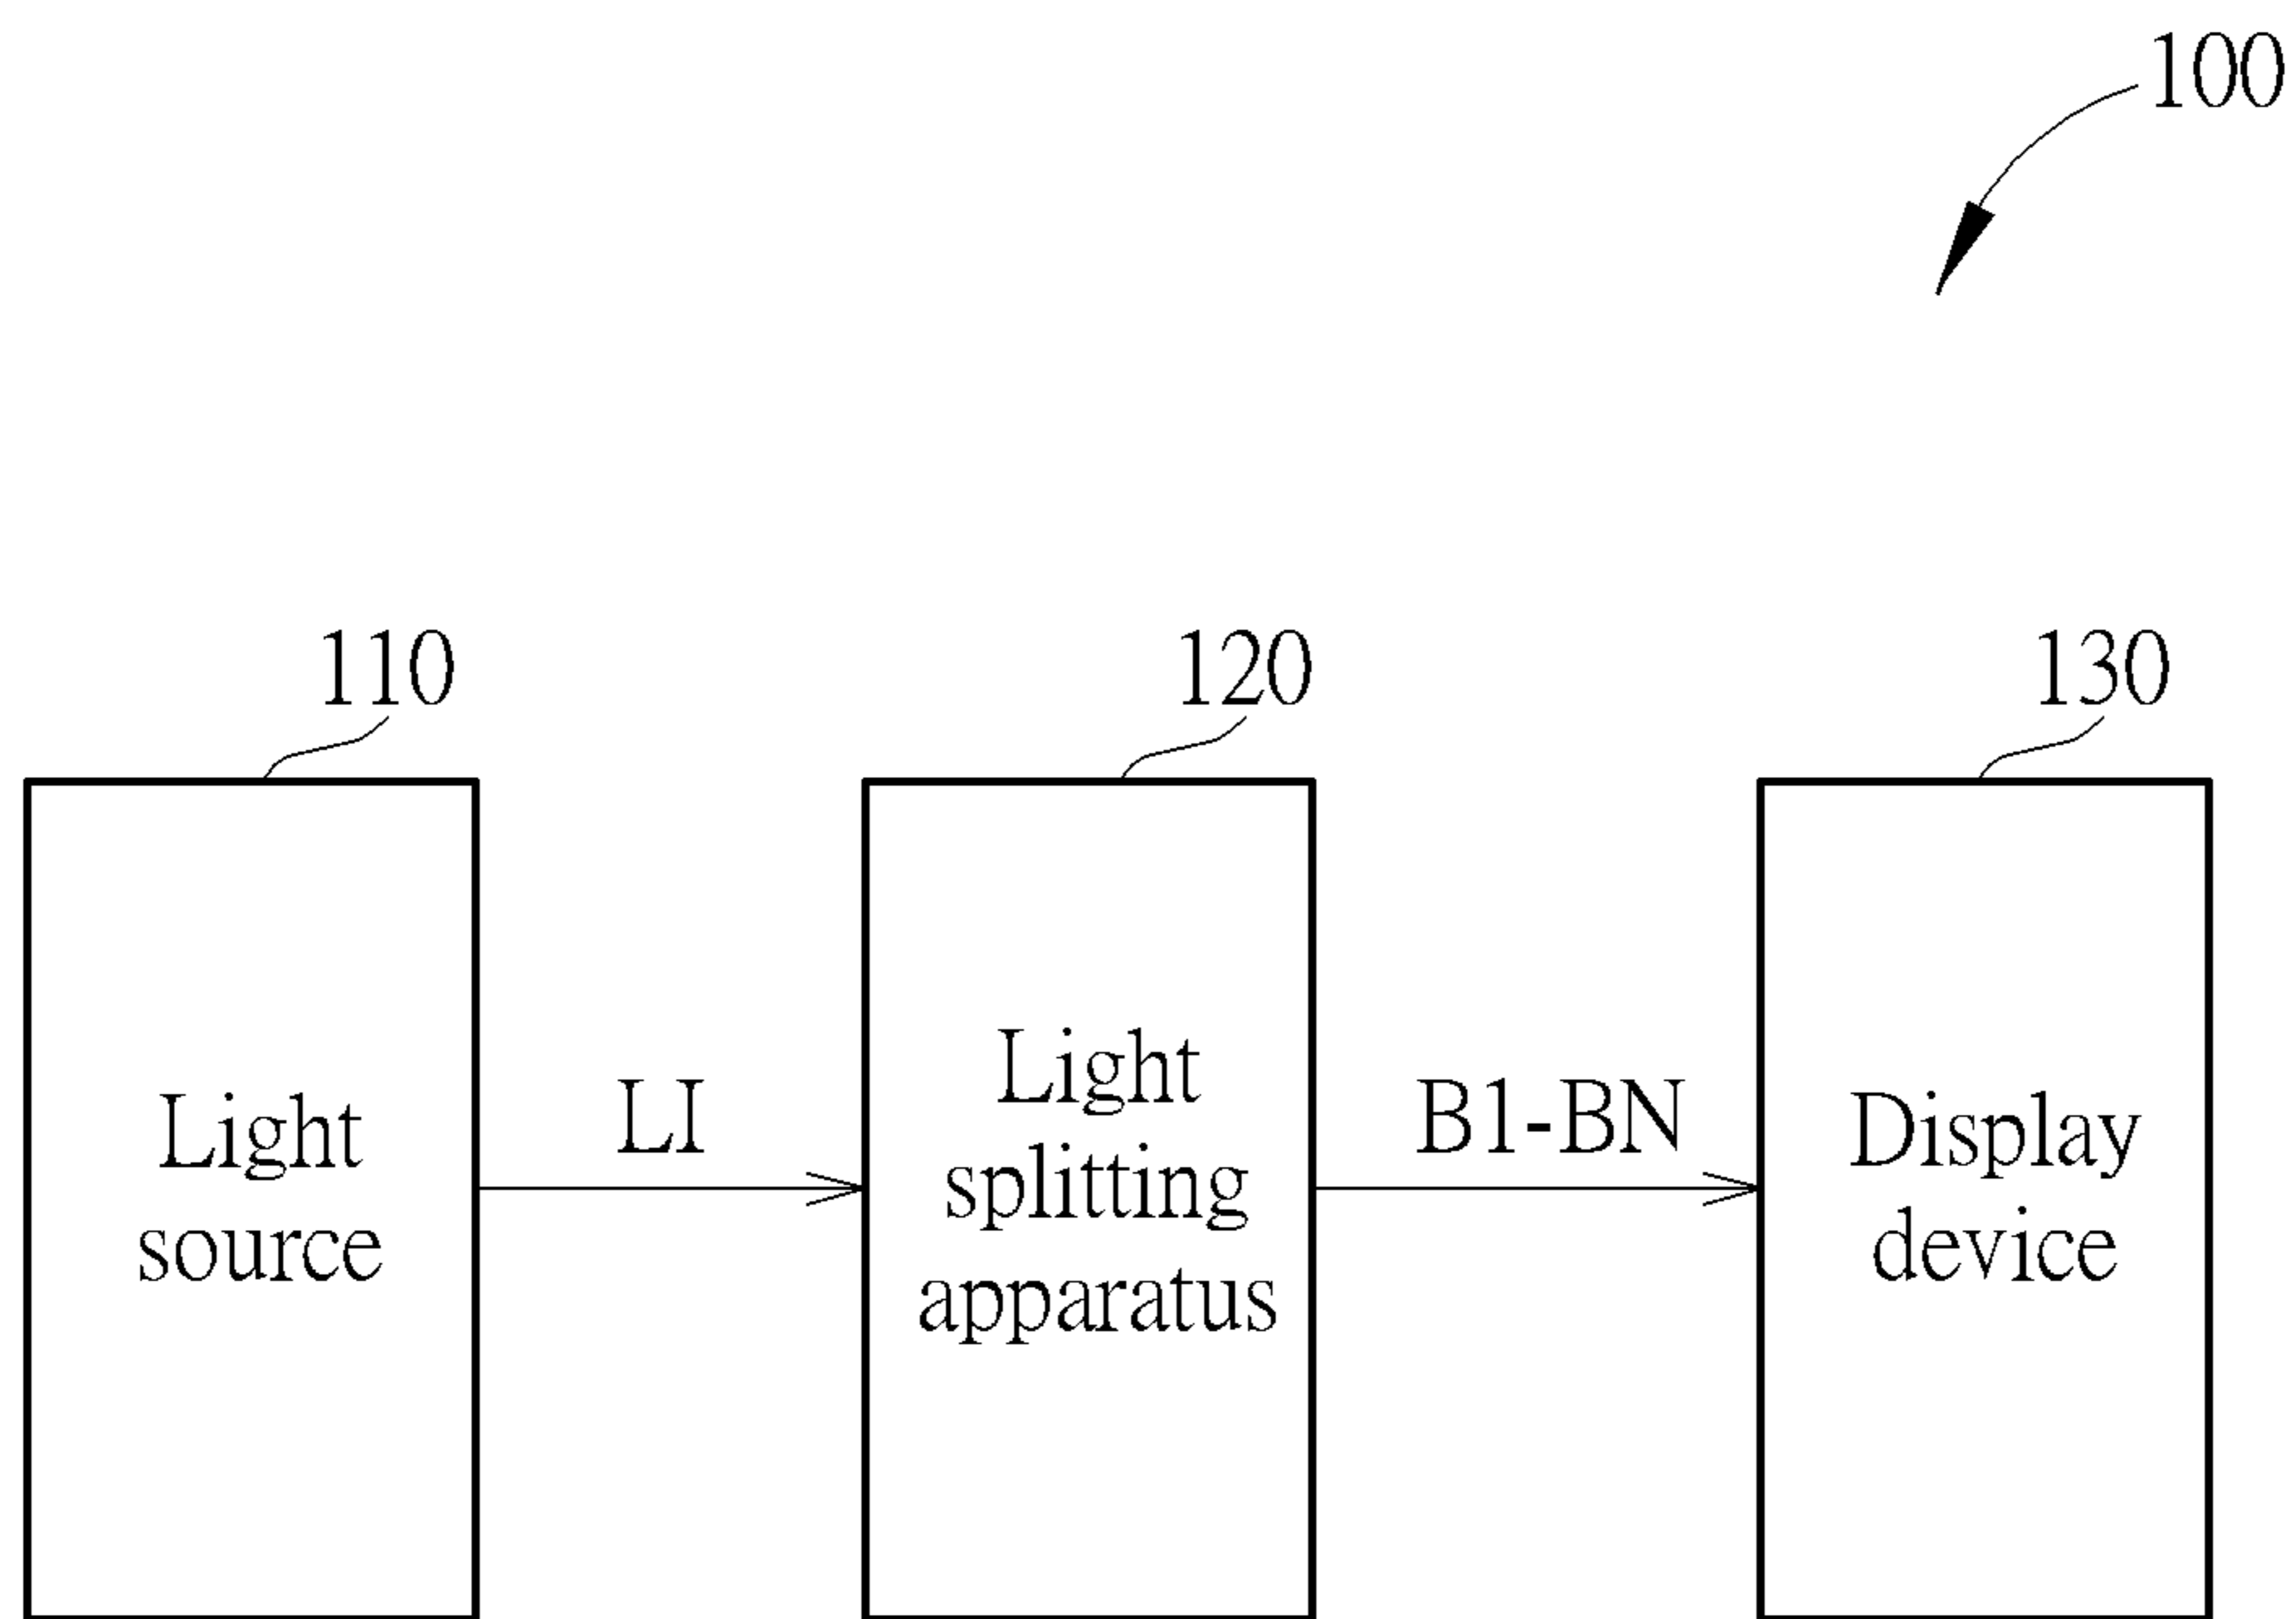 100
110
120
130
Light
source
LI
Light
splitting
apparatus
B1-BN
Display
device